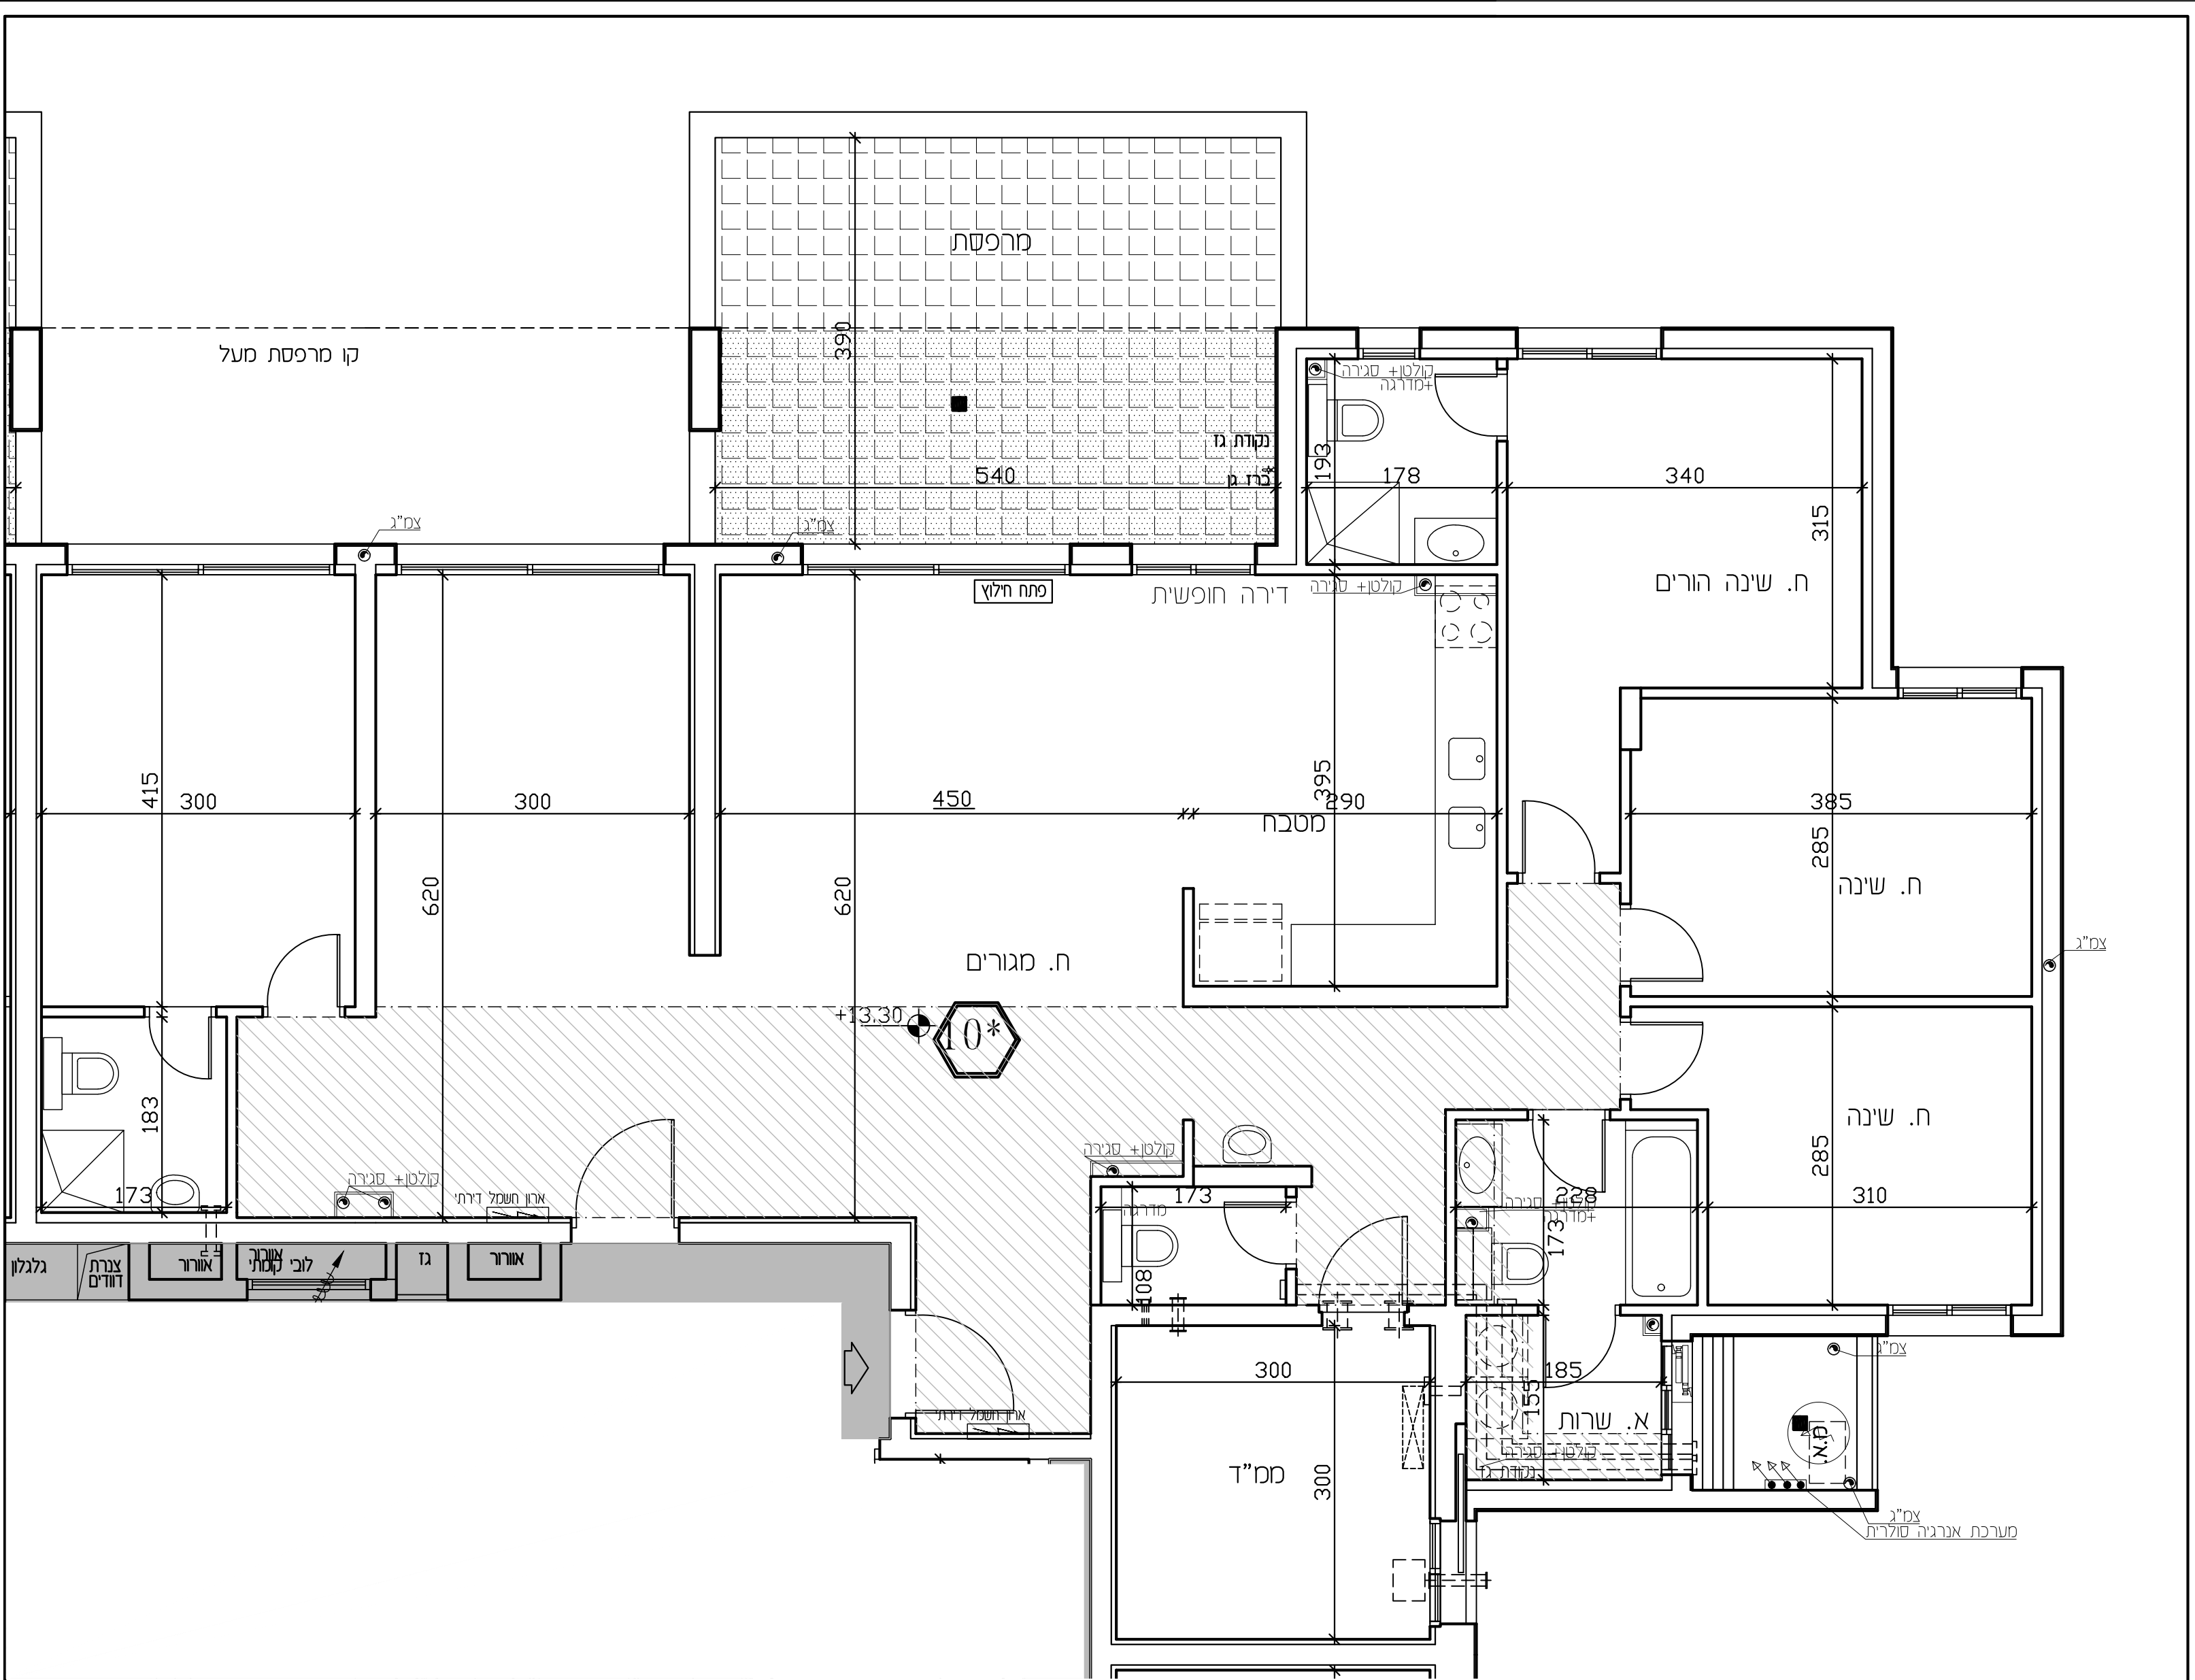 מרפסת
390
קו מרפסת מעל
קולטן+ סגירה
+מדרגה
נקודת גז
193
540
ברז גן
178
340
315
צמ"ג
צמ"ג
פתח חילוץ
דירה חופשית
קולטן+ סגירה
ח. שינה הורים
415
300
300
450
395
290
385
מטבח
285
ח. שינה
620
620
צמ"ג
ח. מגורים
+13.30
10*
183
ח. שינה
קולטן+ סגירה
285
קולטן+ סגירה
173
ארון חשמל דירתי
173
מדרגה
228
קולטן+ סגירה
+מדרגה
310
173
גלגלון
צנרת
דוודים
אוורור
אוורור
לובי קומתי
גז
אוורור
108
צמ"ג
300
185
155
ארון חשמל דירתי
א. שרות
מ.א.
קולטן+ סגירה
נקודת גז
ממ"ד
300
צמ"ג
מערכת אנרגיה סולרית